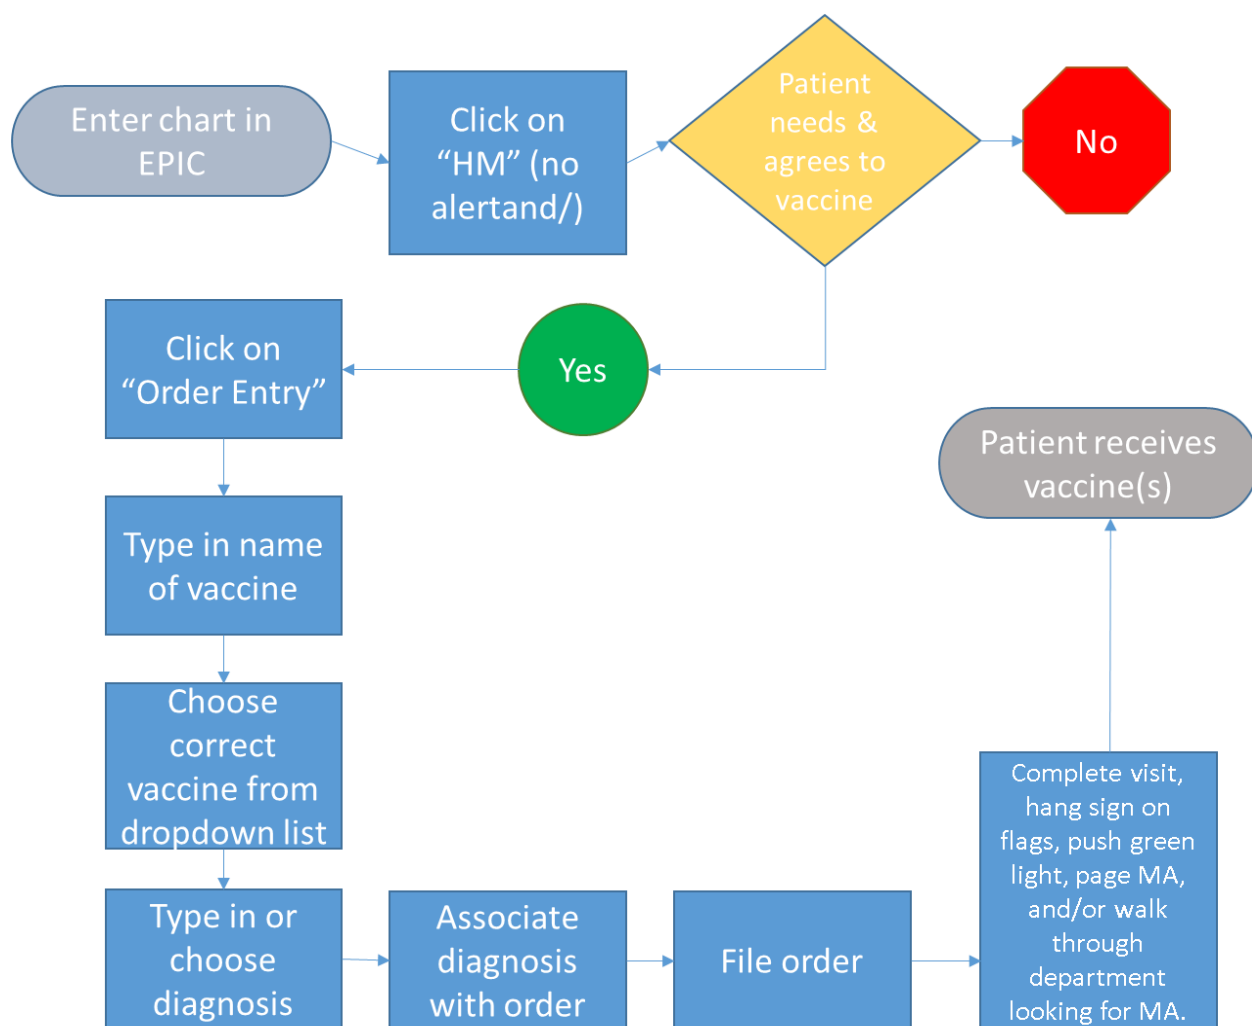 Enter chart in
EPIC
Click on
“HM” (no
alertand/)
Patient
needs &
agrees to
vaccine
No
Yes
Click on
“Order Entry”
Type in name
of vaccine
Choose
correct
vaccine from
dropdown list
Type in or
choose
diagnosis
Associate
diagnosis
with order
File order
Complete visit,
hang sign on
flags, push green
light, page MA,
and/or walk
through
department
looking for MA.
Patient receives
vaccine(s)